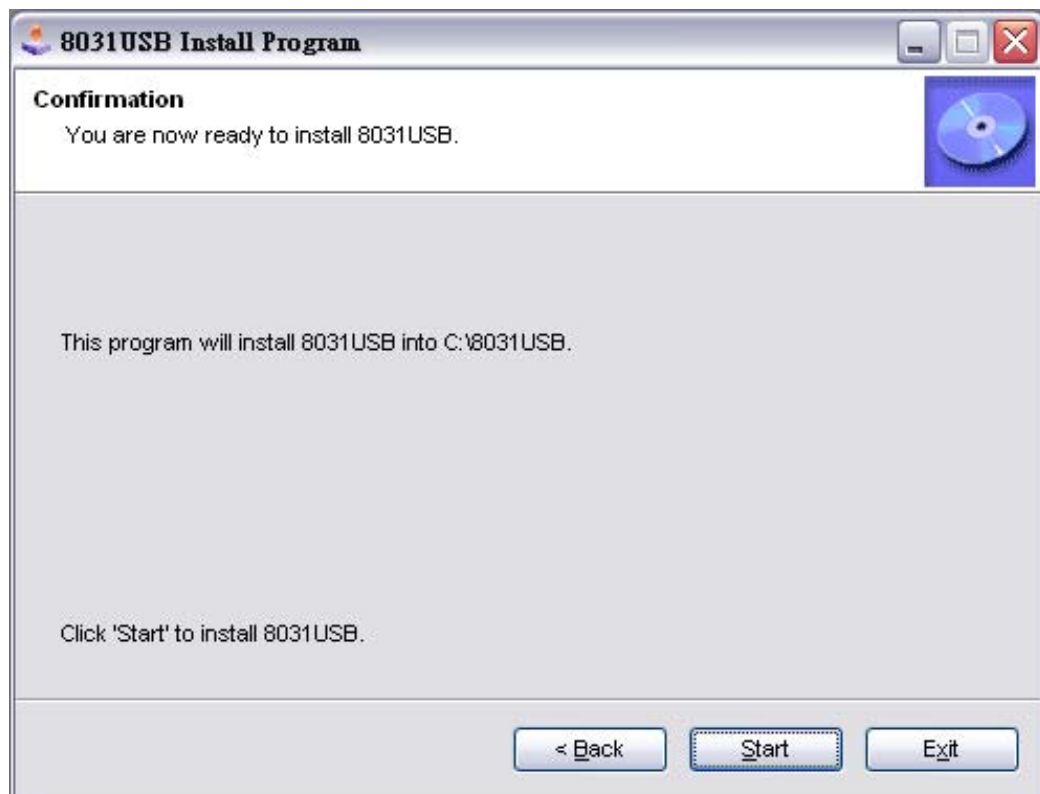 8031USB Install Program
Confirmation
You are now ready to install 8031USB.
This program will install 8031USB into C:\8031USB.
Click 'Start' to install 8031USB.
< Back
Start
Exit